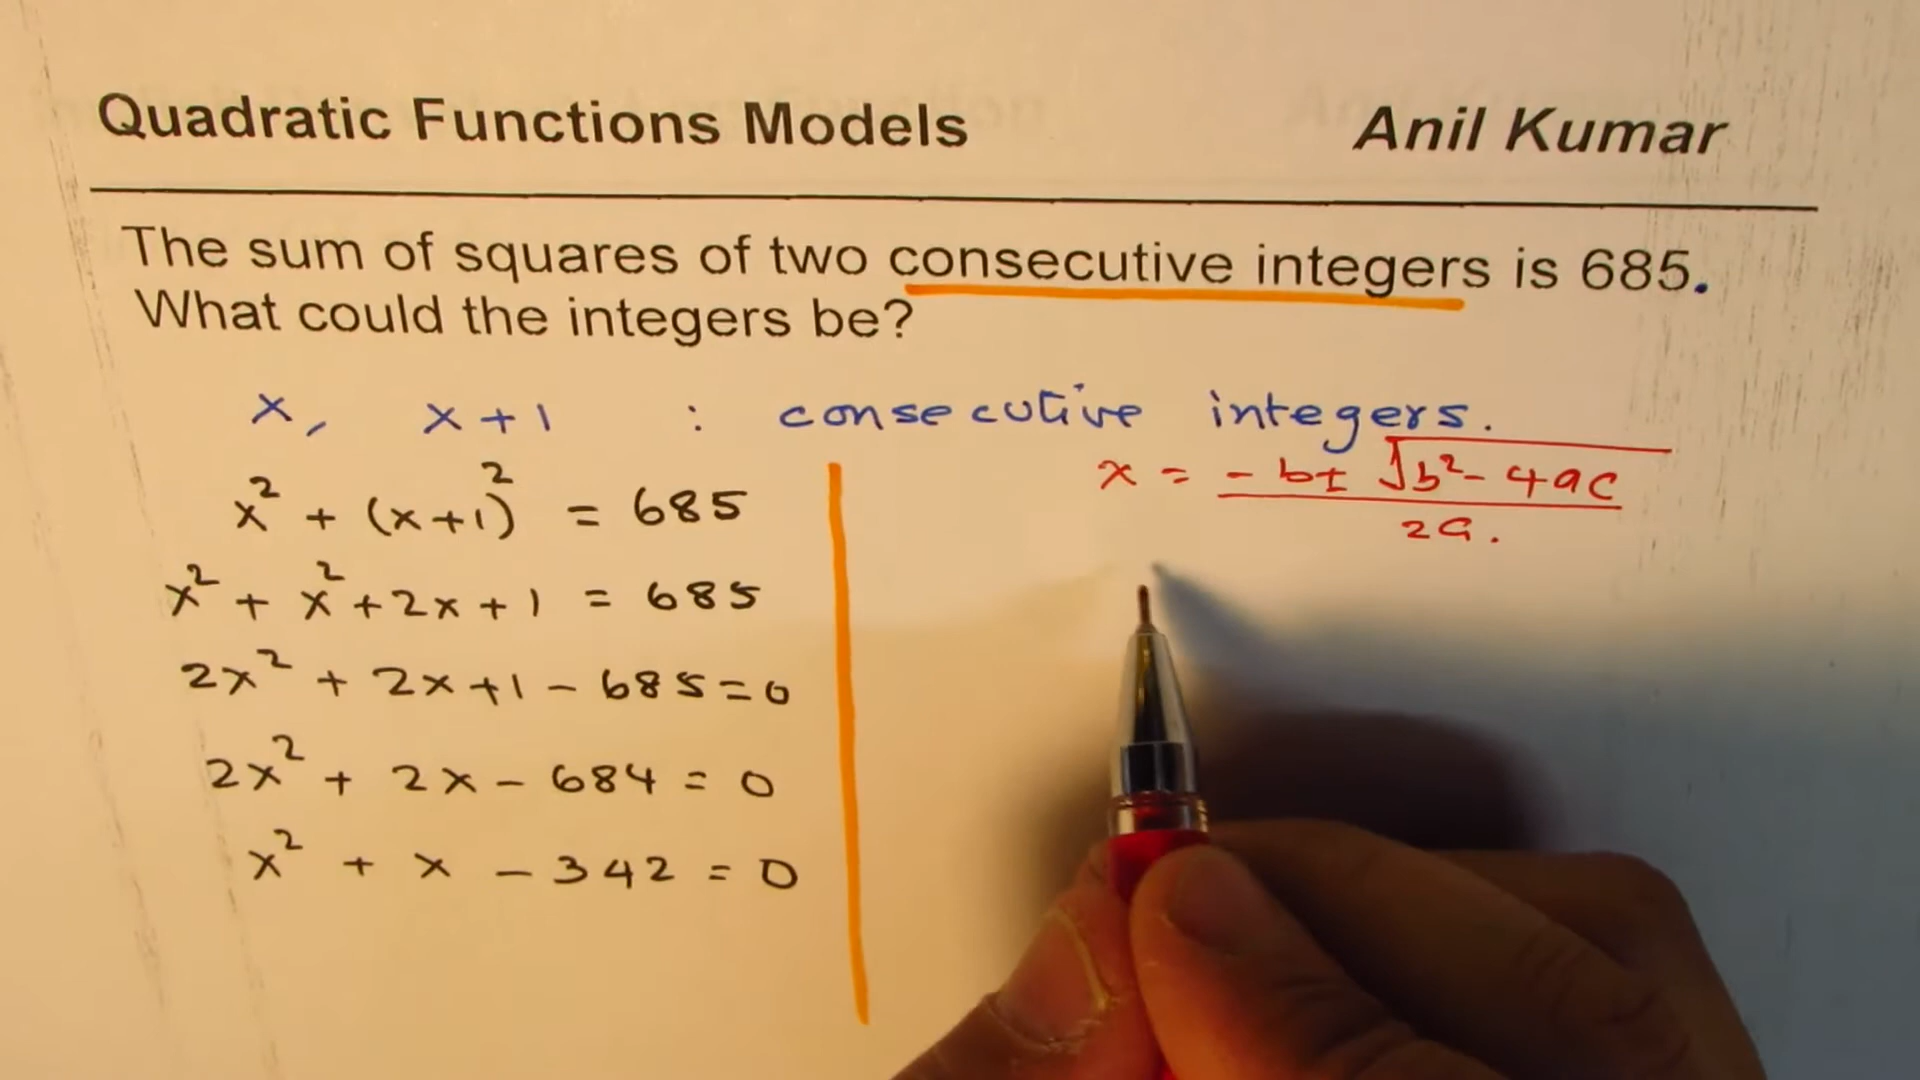 Quadratic Functions Models Anil Kumar
The sum of squares of two consecutive integers is 685.
What could the integers be?
x, x+1 : consecutive integers.
x² + (x+1)² = 685
x² + x² + 2x + 1 = 685
2x² + 2x + 1 - 685 = 0
2x² + 2x - 684 = 0
x² + x - 342 = 0
x = -b ± √b² - 4ac
2a.